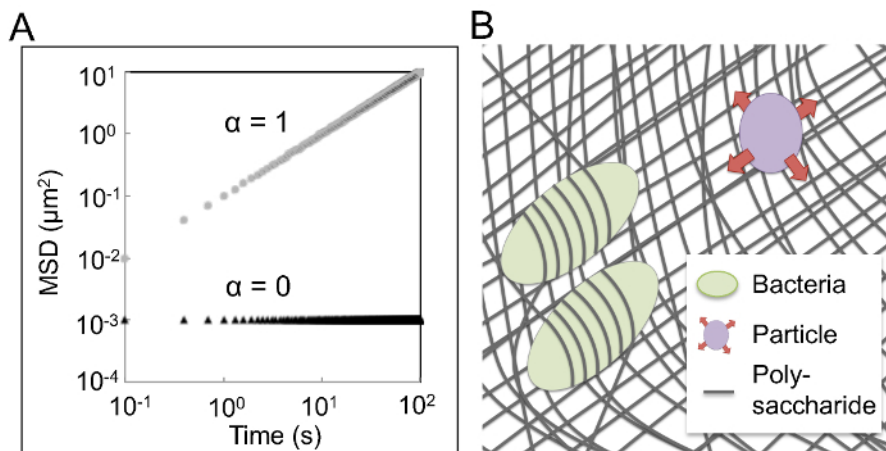 A
MSD (μm²)
10¹
10⁰
10⁻¹
10⁻²
10⁻³
10⁻⁴
α = 1
α = 0
10⁻¹
10⁰
10¹
10²
Time (s)
B
Bacteria
Particle
Poly-
saccharide